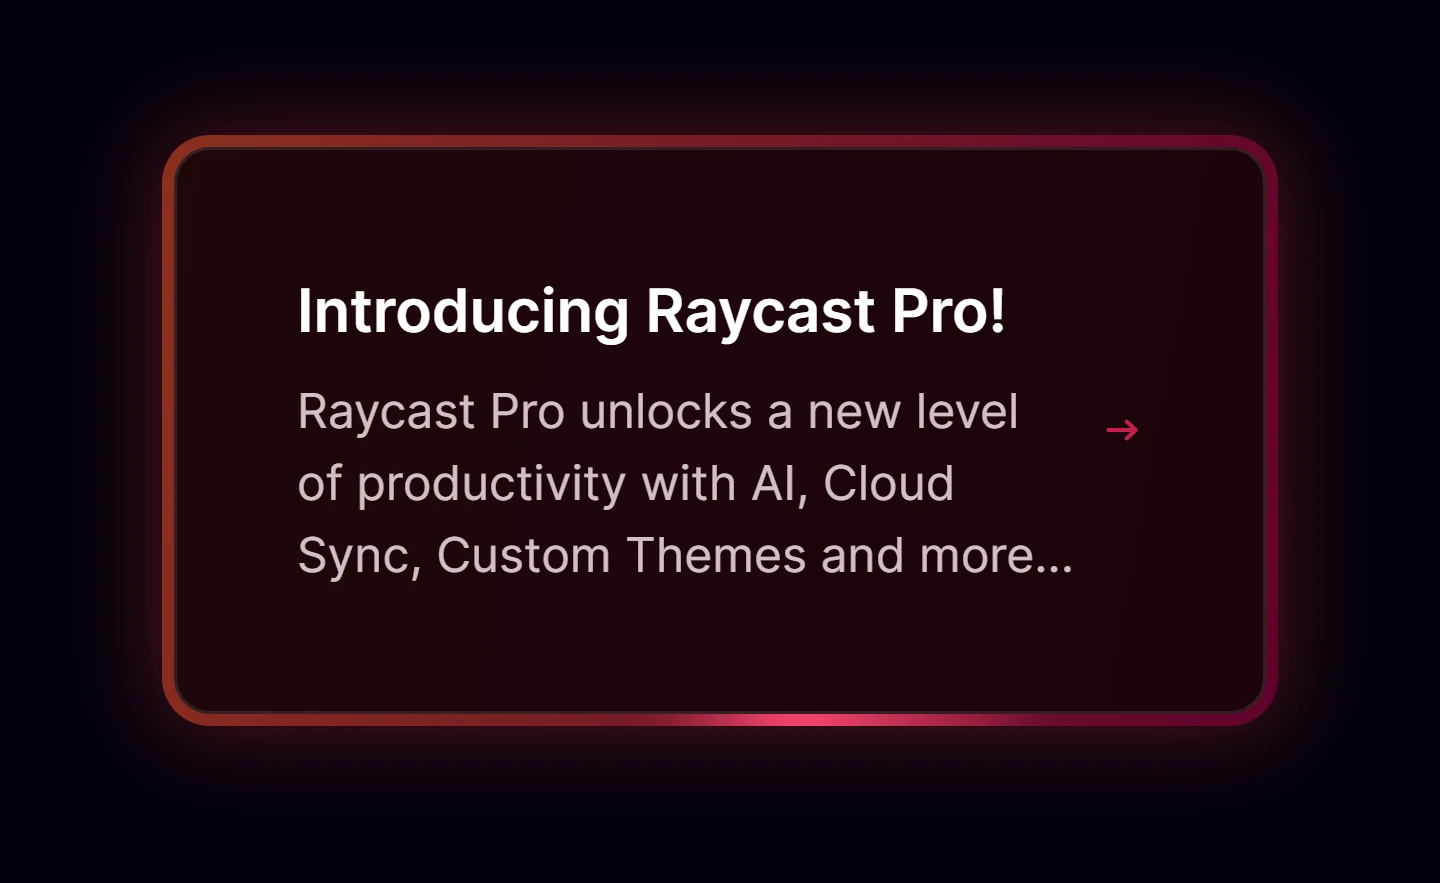 Introducing Raycast Pro!
Raycast Pro unlocks a new level
of productivity with AI, Cloud
Sync, Custom Themes and more...